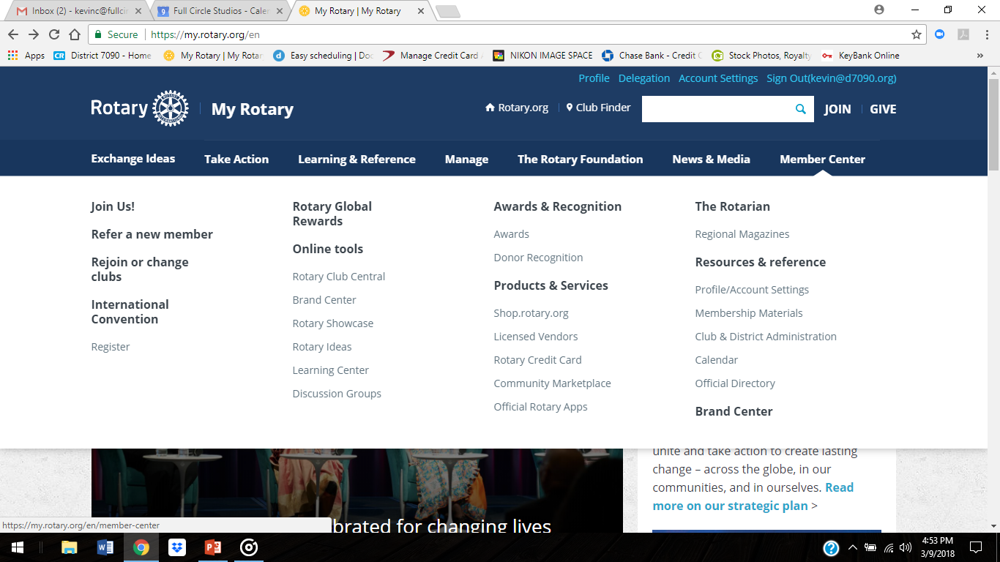 Inbox (2) - kevinc@fullcir
Full Circle Studios - Cale
My Rotary | My Rotary
Secure
https://my.rotary.org/en
Apps
District 7090 - Home
My Rotary | My Rotar
Easy scheduling | Doo
Manage Credit Card A
NIKON IMAGE SPACE
Chase Bank - Credit C
Stock Photos, Royalty
KeyBank Online
Profile Delegation Account Settings Sign Out(kevin@d7090.org)
Rotary
My Rotary
Rotary.org
Club Finder
JOIN
GIVE
Exchange Ideas
Take Action
Learning & Reference
Manage
The Rotary Foundation
News & Media
Member Center
Join Us!
Refer a new member
Rejoin or change
clubs
International
Convention
Register
Rotary Global
Rewards
Online tools
Rotary Club Central
Brand Center
Rotary Showcase
Rotary Ideas
Learning Center
Discussion Groups
Awards & Recognition
Awards
Donor Recognition
Products & Services
Shop.rotary.org
Licensed Vendors
Rotary Credit Card
Community Marketplace
Official Rotary Apps
The Rotarian
Regional Magazines
Resources & reference
Profile/Account Settings
Membership Materials
Club & District Administration
Calendar
Official Directory
Brand Center
unite and take action to create lasting
change – across the globe, in our
communities, and in ourselves. Read
more on our strategic plan >
brated for changing lives
https://my.rotary.org/en/member-center
4:53 PM
3/9/2018